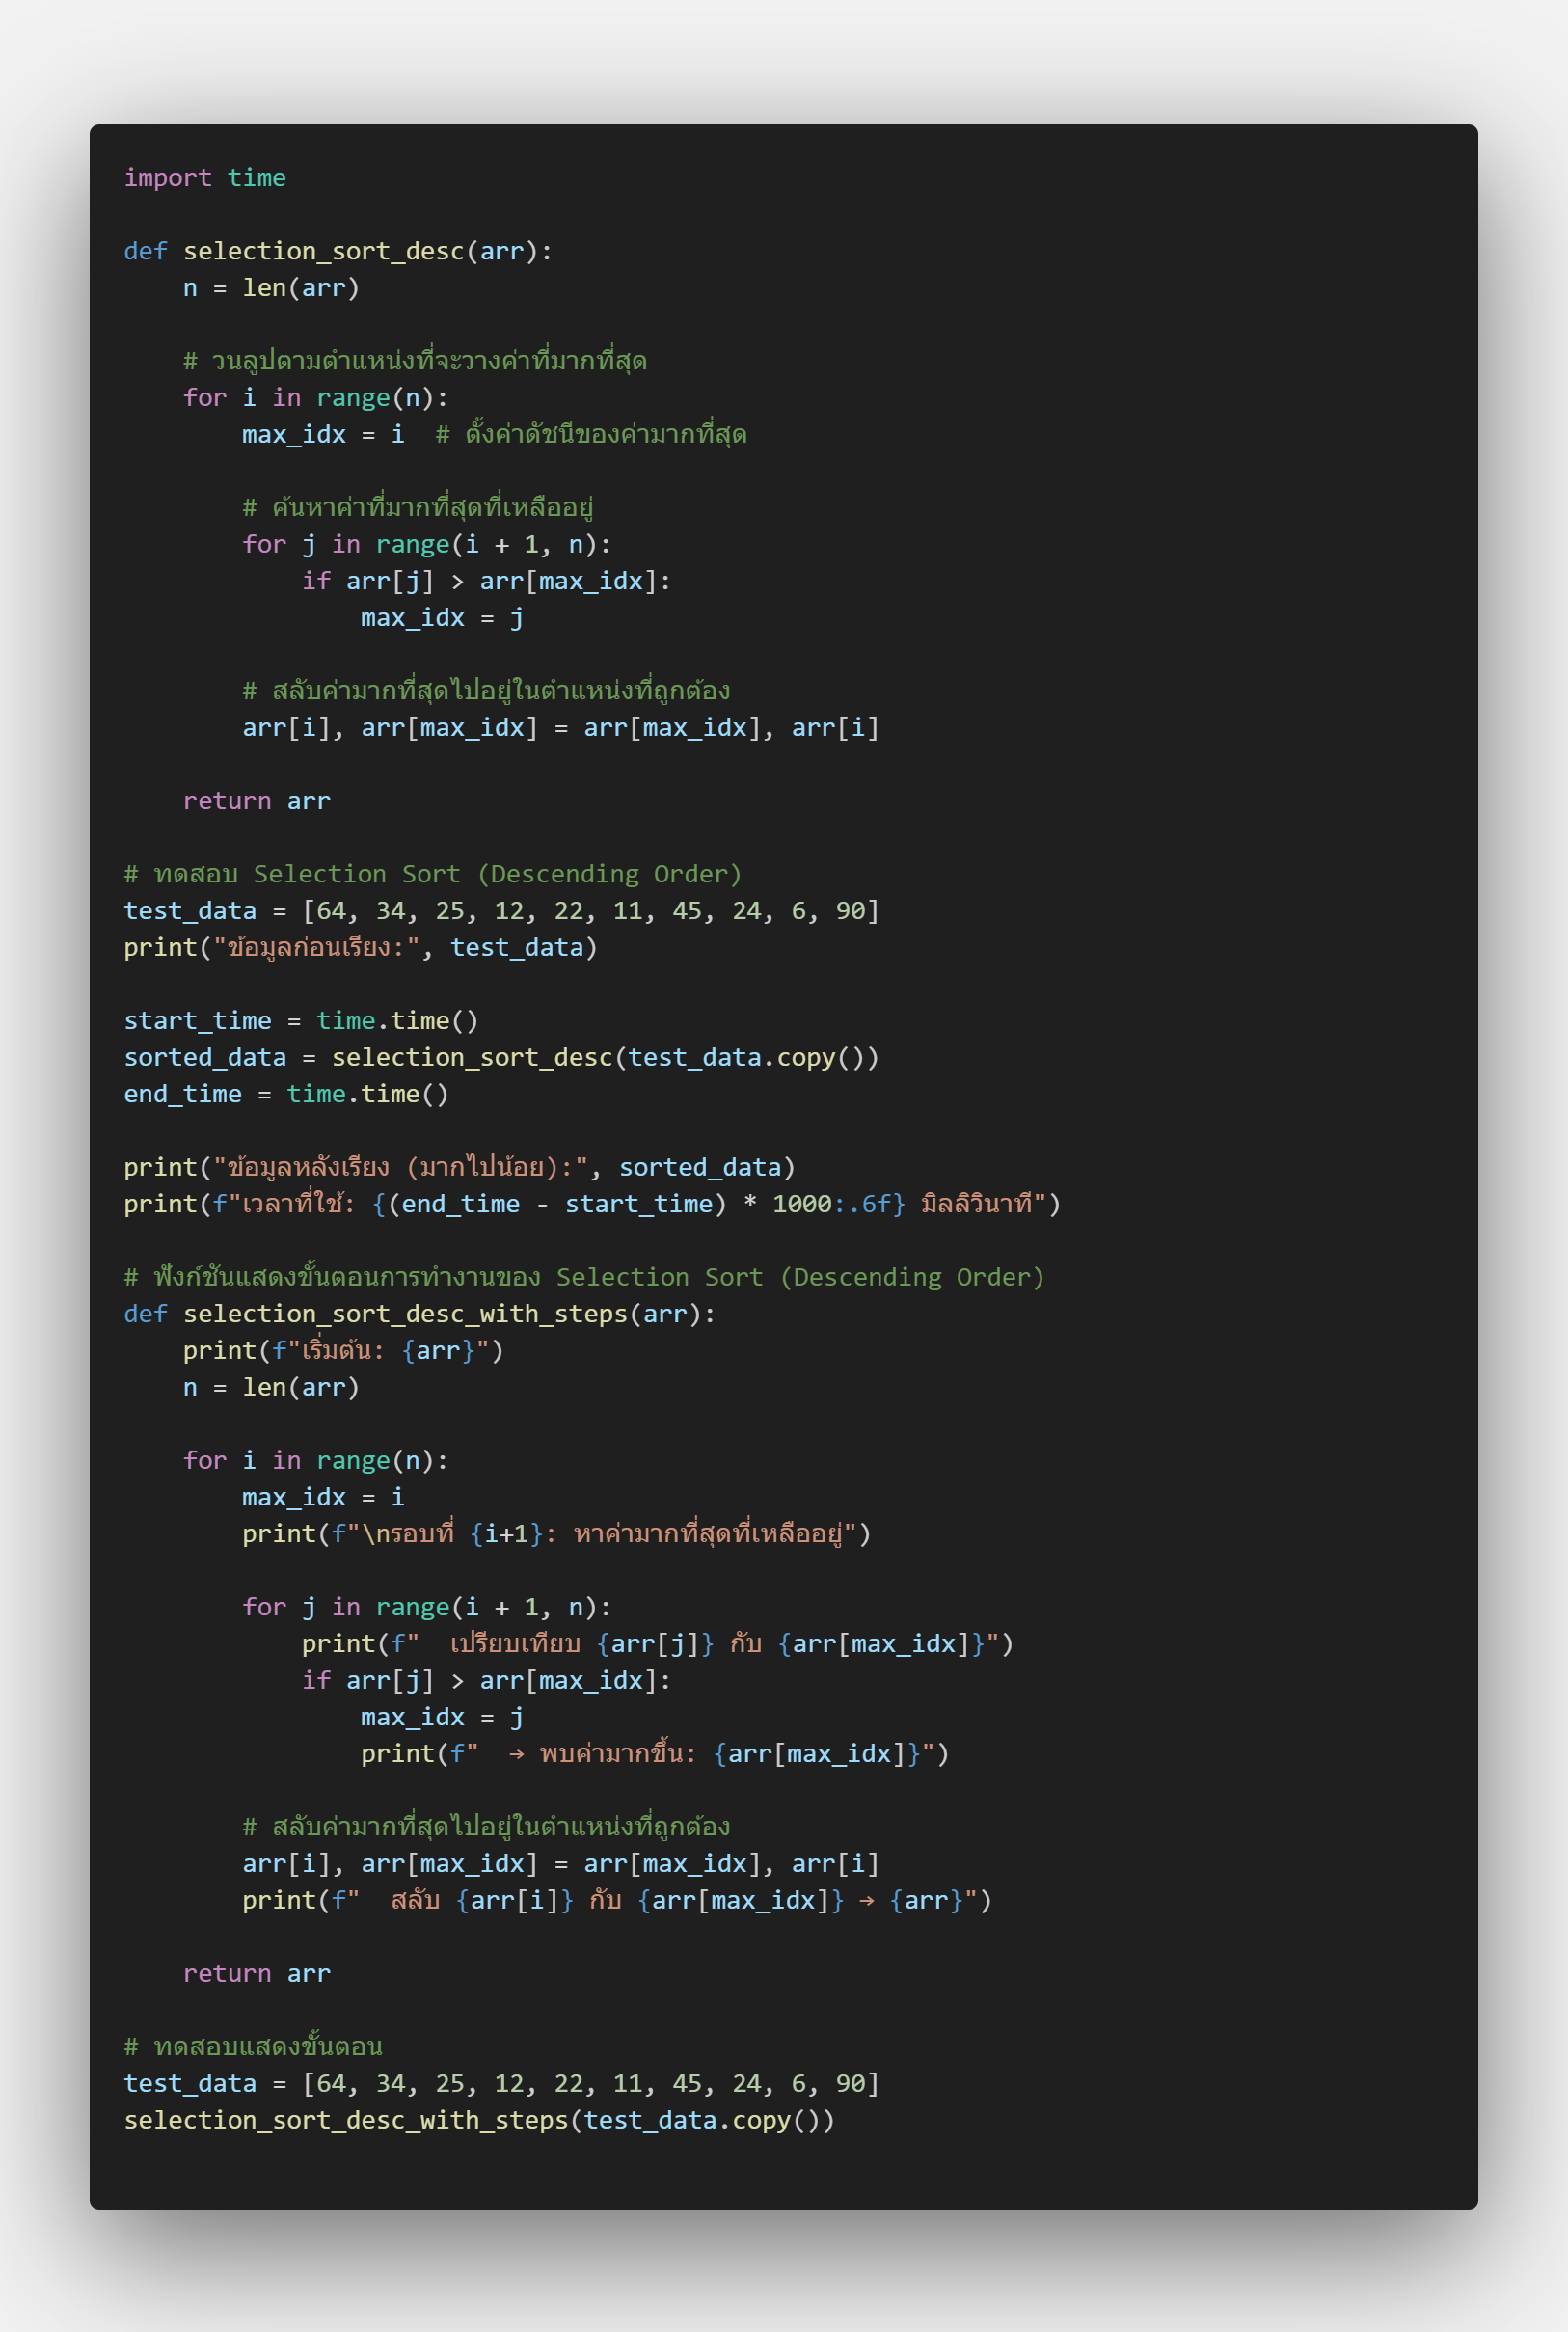 import time
def selection_sort_desc(arr):
    n = len(arr)
    # วนลูปตามตำแหน่งที่จะวางค่าที่มากที่สุด
    for i in range(n):
        max_idx = i  # ตั้งค่าดัชนีของค่ามากที่สุด
        # ค้นหาค่าที่มากที่สุดที่เหลืออยู่
        for j in range(i + 1, n):
            if arr[j] > arr[max_idx]:
                max_idx = j
        # สลับค่ามากที่สุดไปอยู่ในตำแหน่งที่ถูกต้อง
        arr[i], arr[max_idx] = arr[max_idx], arr[i]
    return arr
# ทดสอบ Selection Sort (Descending Order)
test_data = [64, 34, 25, 12, 22, 11, 45, 24, 6, 90]
print("ข้อมูลก่อนเรียง:", test_data)
start_time = time.time()
sorted_data = selection_sort_desc(test_data.copy())
end_time = time.time()
print("ข้อมูลหลังเรียง (มากไปน้อย):", sorted_data)
print(f"เวลาที่ใช้: {(end_time - start_time) * 1000:.6f} มิลลิวินาที")
# ฟังก์ชันแสดงขั้นตอนการทำงานของ Selection Sort (Descending Order)
def selection_sort_desc_with_steps(arr):
    print(f"เริ่มต้น: {arr}")
    n = len(arr)
    for i in range(n):
        max_idx = i
        print(f"\nรอบที่ {i+1}: หาค่ามากที่สุดที่เหลืออยู่")
        for j in range(i + 1, n):
            print(f"  เปรียบเทียบ {arr[j]} กับ {arr[max_idx]}")
            if arr[j] > arr[max_idx]:
                max_idx = j
                print(f"  → พบค่ามากขึ้น: {arr[max_idx]}")
        # สลับค่ามากที่สุดไปอยู่ในตำแหน่งที่ถูกต้อง
        arr[i], arr[max_idx] = arr[max_idx], arr[i]
        print(f"  สลับ {arr[i]} กับ {arr[max_idx]} → {arr}")
    return arr
# ทดสอบแสดงขั้นตอน
test_data = [64, 34, 25, 12, 22, 11, 45, 24, 6, 90]
selection_sort_desc_with_steps(test_data.copy())